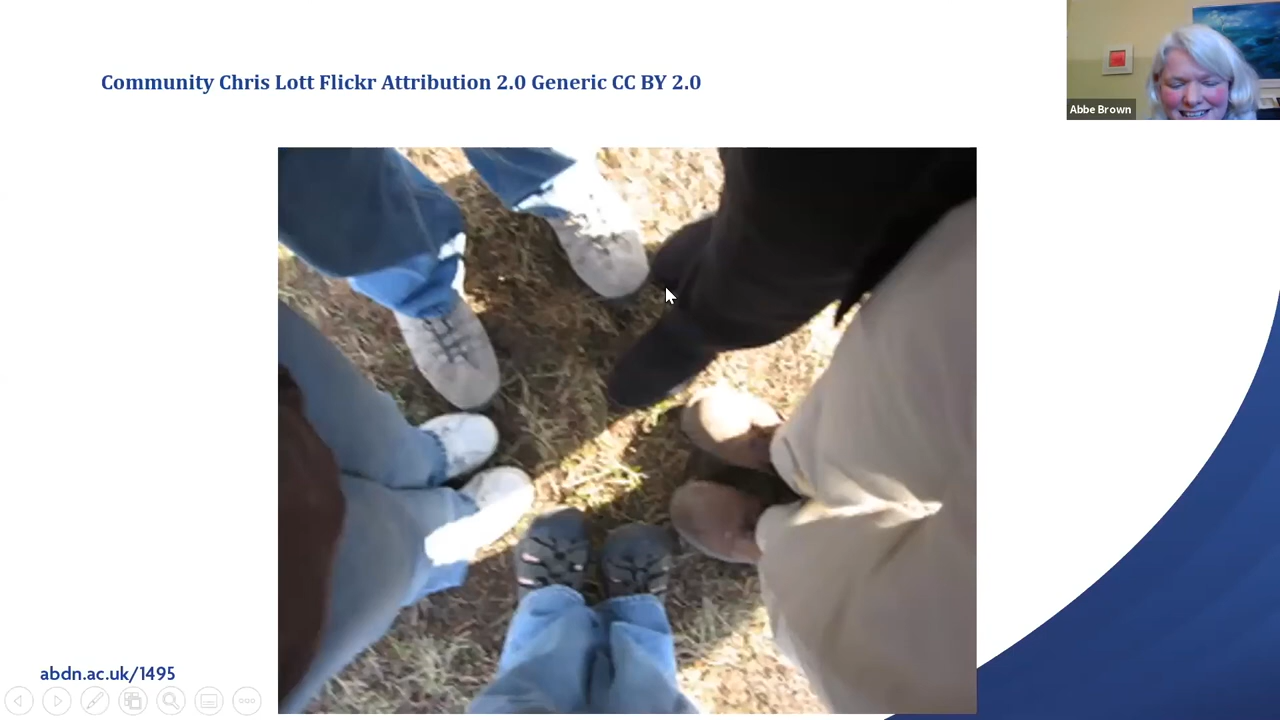 Community Chris Lott Flickr Attribution 2.0 Generic CC BY 2.0
Abbe Brown
abdn.ac.uk/1495